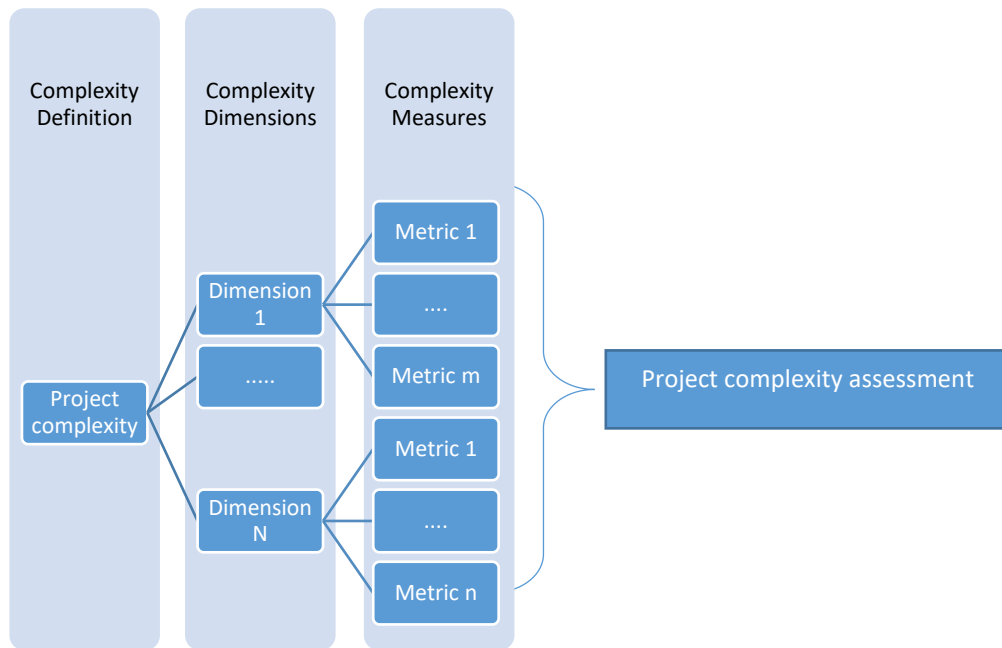 Complexity
Definition
Complexity
Dimensions
Complexity
Measures
Metric 1
Dimension
1
....
.....
Metric m
Project
complexity
Project complexity assessment
Metric 1
Dimension
N
....
Metric n